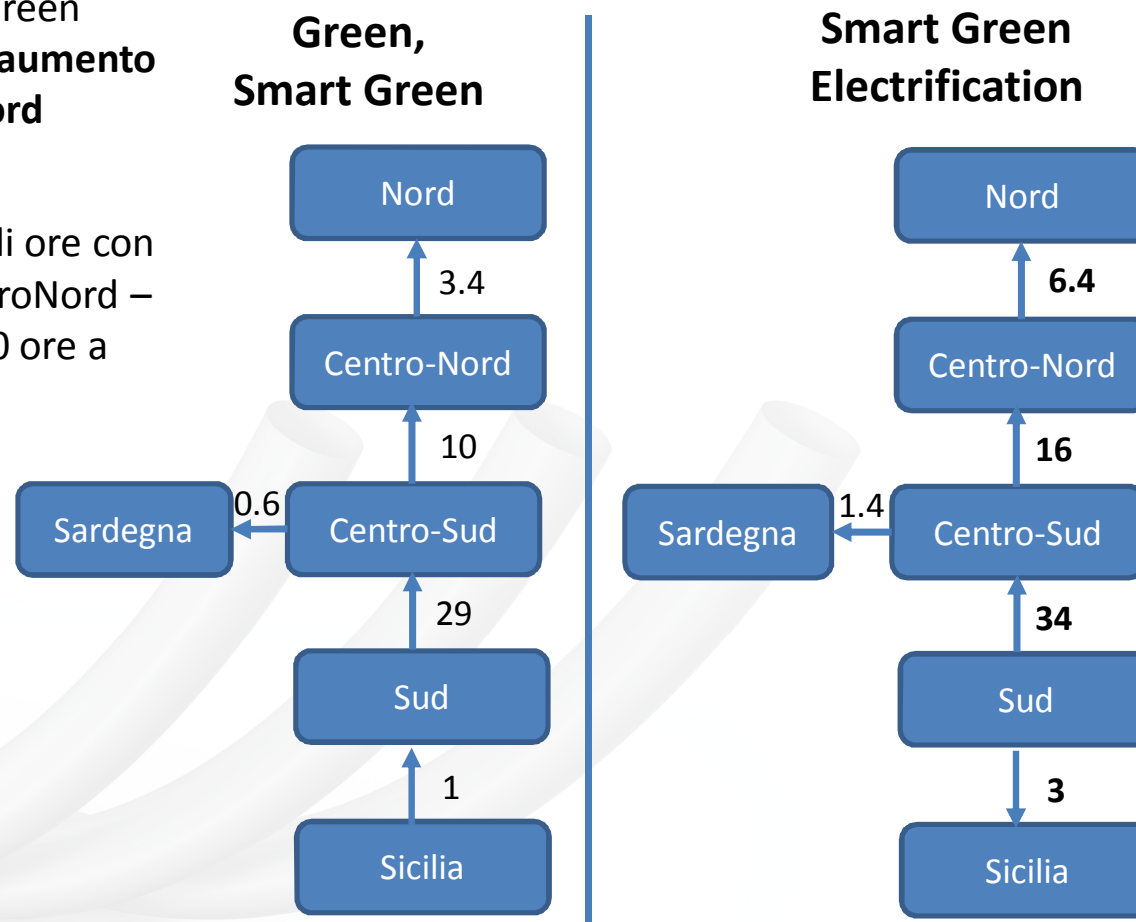 reen
aumento
ord
li ore con
roNord –
0 ore a
Green,
Smart Green
Nord
3.4
Centro-Nord
10
Sardegna
0.6
Centro-Sud
29
Sud
1
Sicilia
Smart Green
Electrification
Nord
6.4
Centro-Nord
16
Sardegna
1.4
Centro-Sud
34
Sud
3
Sicilia